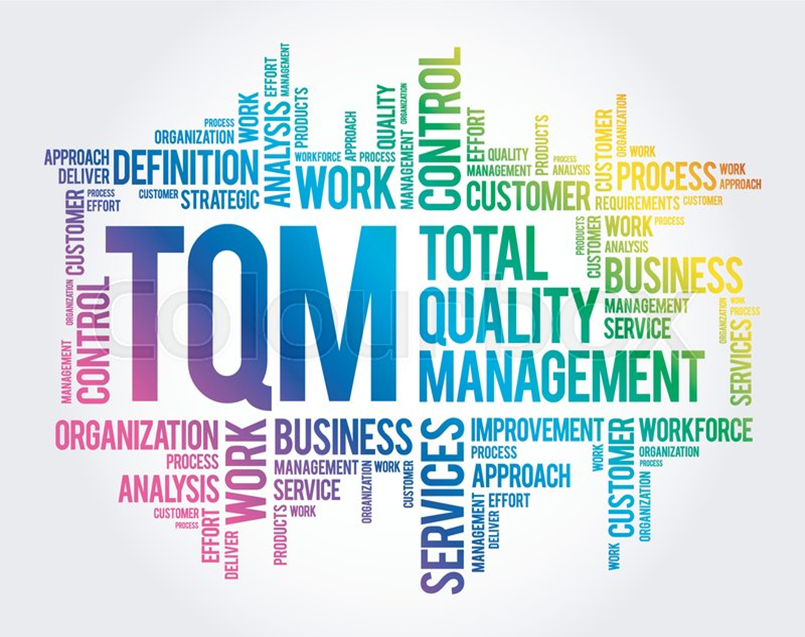 EFFORT
MANAGEMENT
ANALYSIS
PRODUCTS
WORK
PROCESS
ORGANIZATION
APPROACH
DELIVER
DEFINITION
PROCESS
EFFORT
CUSTOMER
STRATEGIC
WORKFORCE
APPROACH
PROCESS
QUALITY
ORGANIZATION
MANAGEMENT
WORK
CONTROL
EFFORT
QUALITY
MANAGEMENT
PRODUCTS
PROCESS
ANALYSIS
CUSTOMER
CUSTOMER
ORGANIZATION
WORK
PROCESS
WORK
APPROACH
REQUIREMENTS
CUSTOMER
PRODUCTS
CUSTOMER
WORK
PROCESS
ANALYSIS
BUSINESS
MANAGEMENT
SERVICE
ORGANIZATION
WORK
PROCESS
SERVICES
CUSTOMER
ORGANIZATION
CONTROL
MANAGEMENT
TQM
TOTAL
QUALITY
MANAGEMENT
colourbox
ORGANIZATION
PROCESS
ANALYSIS
CUSTOMER
PROCESS
EFFORT
DELIVER
WORK
BUSINESS
MANAGEMENT
SERVICE
PRODUCTS
WORK
ORGANIZATION
WORK
CUSTOMER
SERVICES
IMPROVEMENT
PROCESS
APPROACH
MANAGEMENT
DELIVER
EFFORT
WORK
CUSTOMER
WORK
WORKFORCE
ORGANIZATION
PROCESS
ORGANIZATION